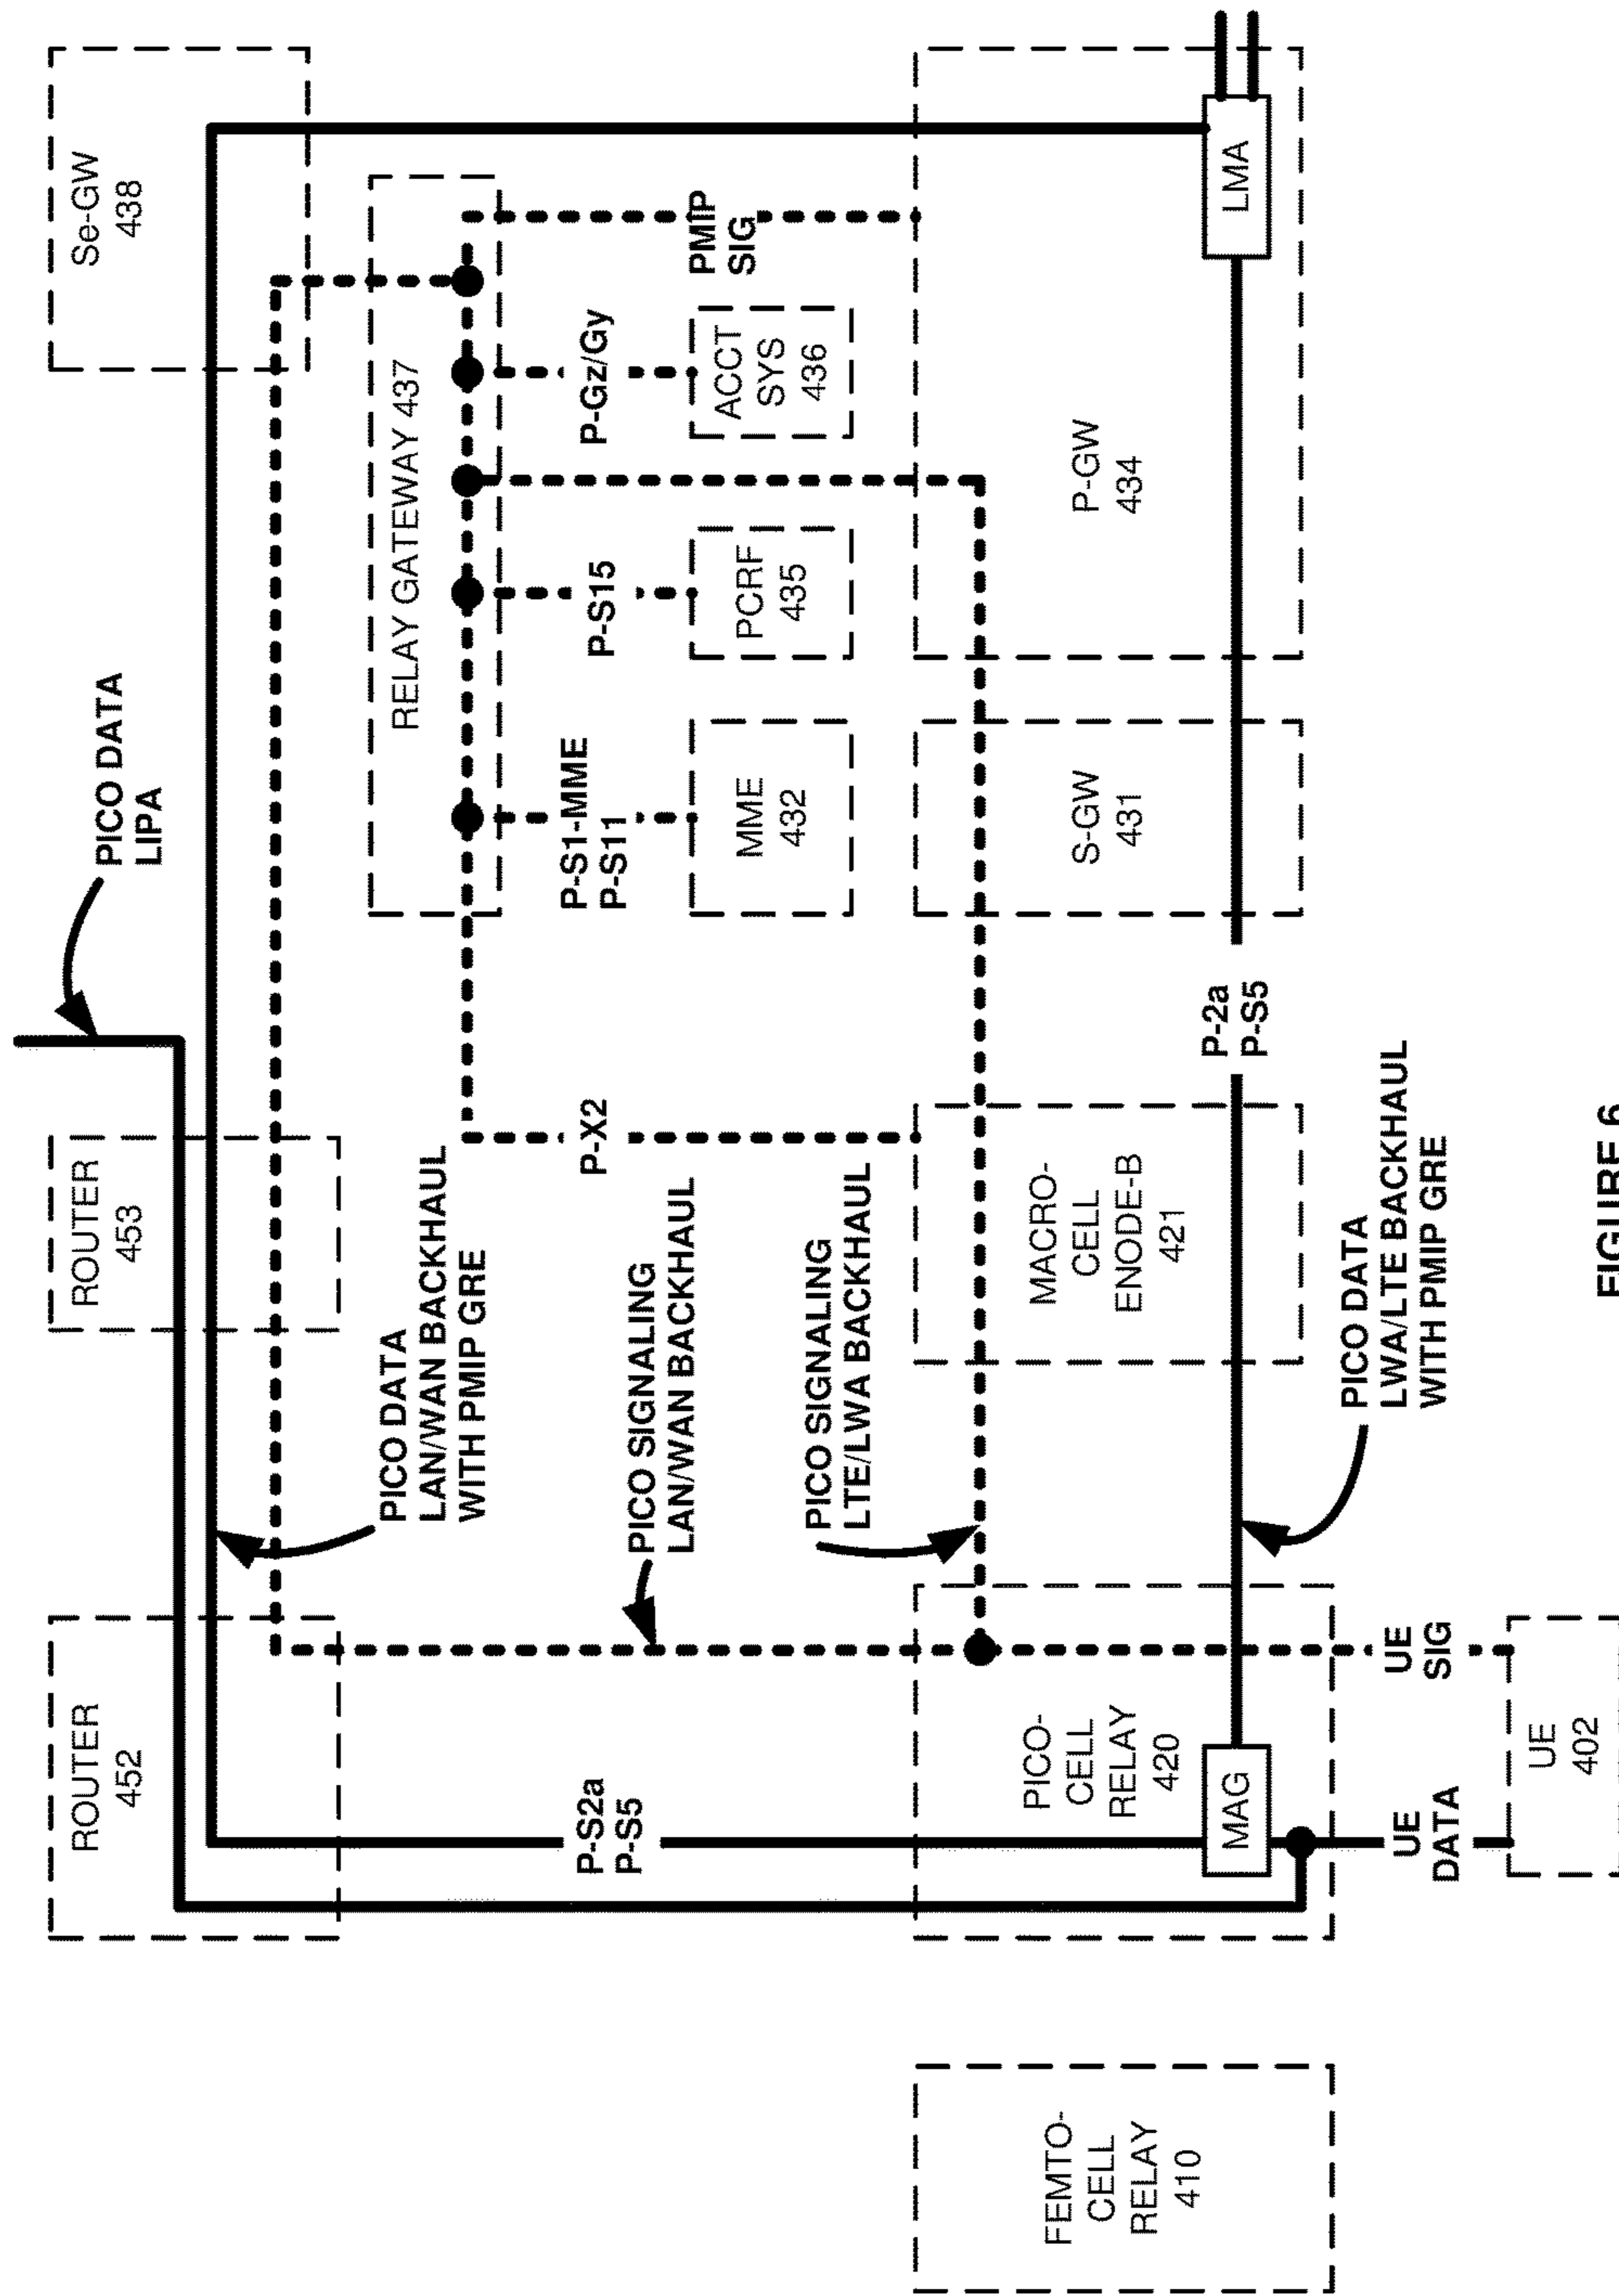 PICO DATA
LIPA
ROUTER
452
ROUTER
453
Se-GW
438
PICO DATA
LAN/WAN BACKHAUL
WITH PMIP GRE
RELAY GATEWAY 437
P-S2a
P-S5
PICO SIGNALING
LAN/WAN BACKHAUL
P-X2
P-S1-MME
P-S11
P-S15
P-Gz/Gy
PMIP
SIG
PICO SIGNALING
LTE/LWA BACKHAUL
MME
432
PCRF
435
ACCT
SYS
436
FEMTO-
CELL
RELAY
410
PICO-
CELL
RELAY
420
MACRO-
CELL
ENODE-B
421
S-GW
431
P-GW
434
MAG
P-2a
P-S5
LMA
UE
DATA
UE
SIG
PICO DATA
LWA/LTE BACKHAUL
WITH PMIP GRE
UE
402
FIGURE 6